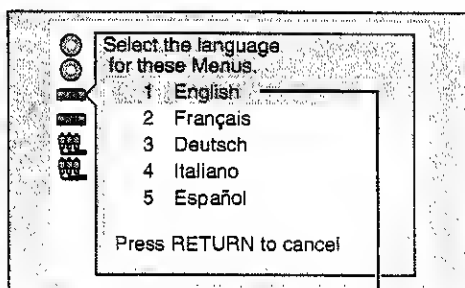 Select the language
for these Menus.
1 English
2 Français
3 Deutsch
4 Italiano
5 Español
Press RETURN to cancel